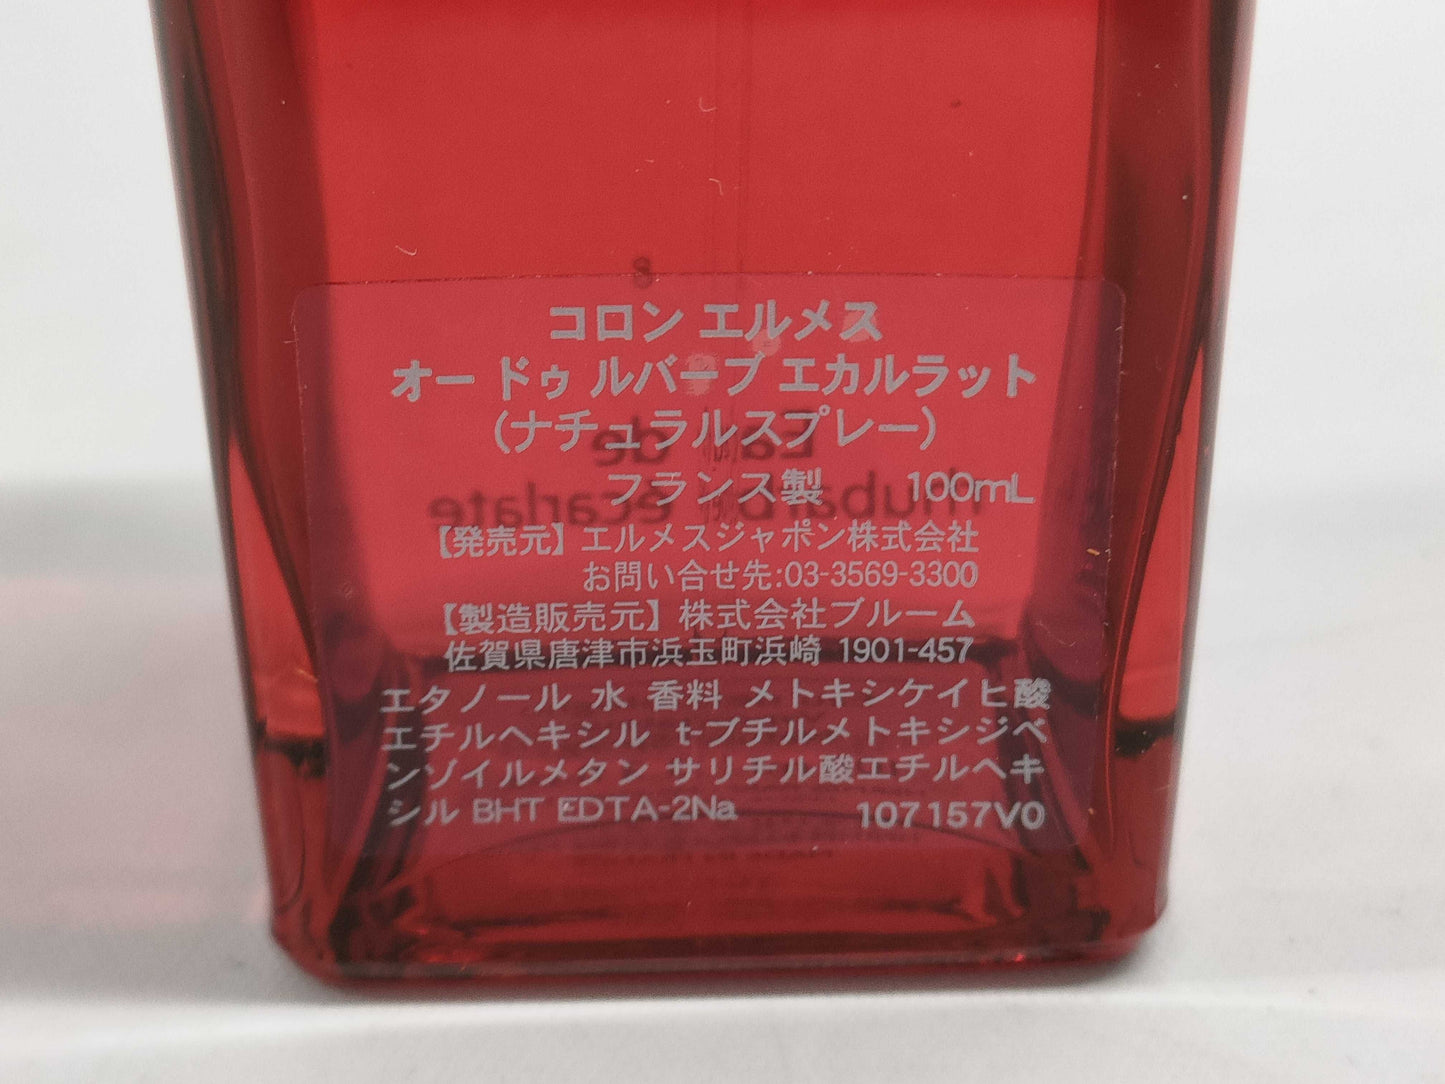 コロン エルメス
オー ドゥ ルバーブ エカルラット
(ナチュラルスプレー)
フランス製 100mL
【発売元】エルメスジャポン株式会社
お問い合せ先:03-3569-3300
【製造販売元】株式会社ブルーム
佐賀県唐津市浜玉町浜崎 1901-457
エタノール 水 香料 メトキシケイヒ酸
エチルヘキシル t-ブチルメトキシジベ
ンゾイルメタン サリチル酸エチルヘキ
シル BHT EDTA-2Na 107157V0
Eau de
rhubarbe écarlate